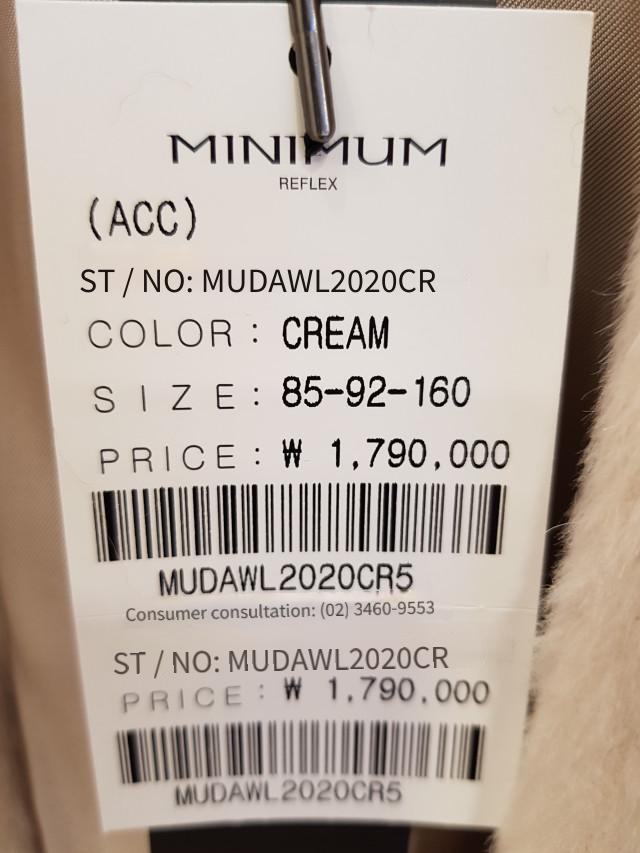 MINIMUM
REFLEX
(ACC)
ST / NO: MUDAWL2020CR
COLOR : CREAM
SIZE : 85-92-160
PRICE : ₩ 1,790,000
MUDAWL2020CR5
Consumer consultation: (02) 3460-9553
ST / NO: MUDAWL2020CR
PRICE : ₩ 1,790,000
MUDAWL2020CR5